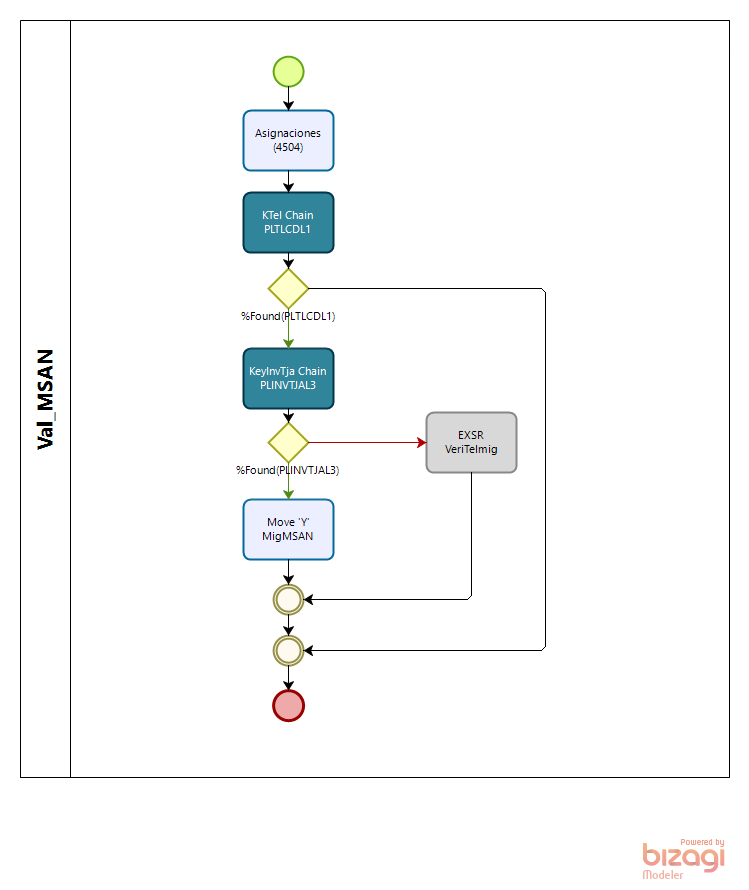 Val_MSAN
Asignaciones
(4504)
KTel Chain
PLTLCDL1
%Found(PLTLCDL1)
KeyInvTja Chain
PLINVTJAL3
%Found(PLINVTJAL3)
EXSR
VeriTelmig
Move 'Y'
MigMSAN
Powered by
bizagi
Modeler